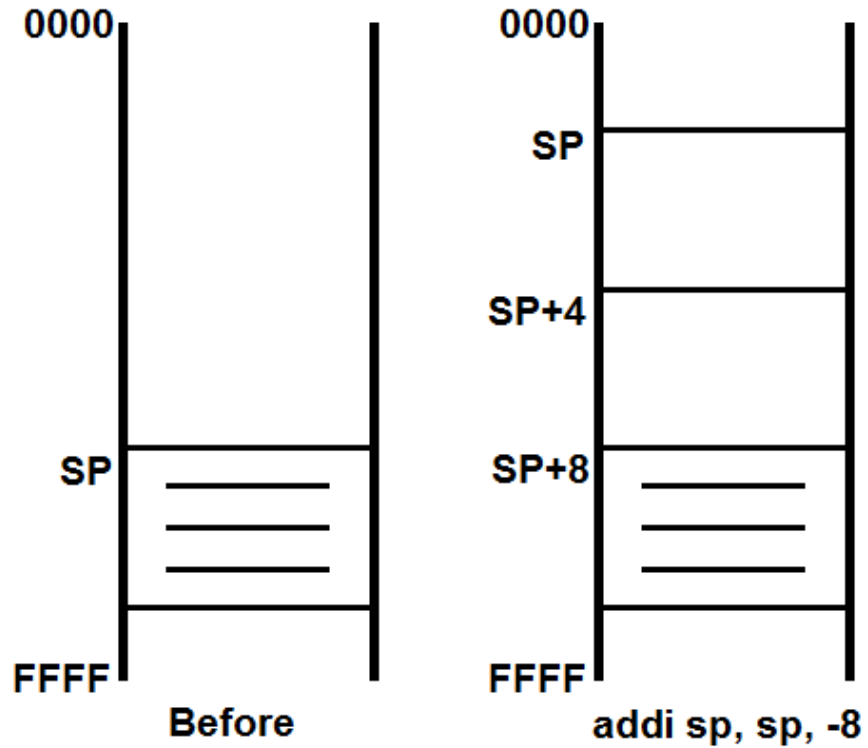 0000
SP
FFFF
Before
0000
SP
SP+4
SP+8
FFFF
addi sp, sp, -8